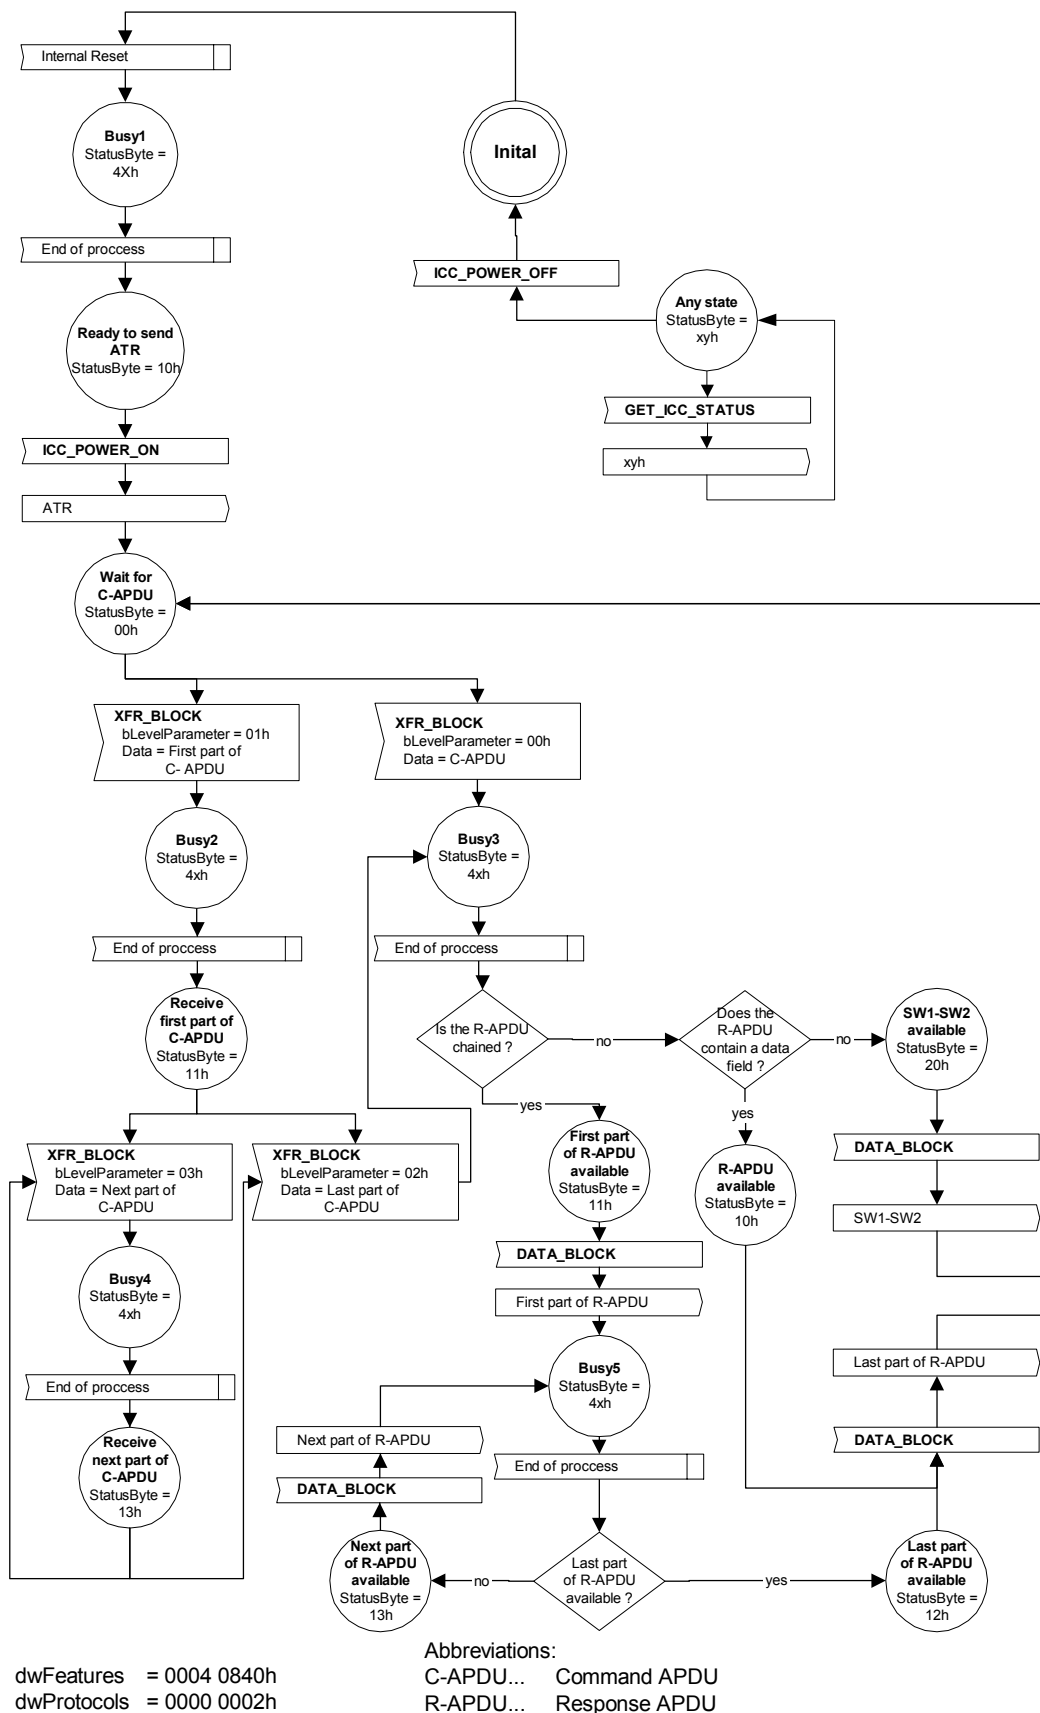 Internal Reset
Busy1
StatusByte =
4Xh
Inital
End of proccess
ICC_POWER_OFF
Any state
StatusByte =
xyh
Ready to send
ATR
StatusByte = 10h
GET_ICC_STATUS
ICC_POWER_ON
xyh
ATR
Wait for
C-APDU
StatusByte =
00h
XFR_BLOCK
bLevelParameter = 01h
Data = First part of
C- APDU
XFR_BLOCK
bLevelParameter = 00h
Data = C-APDU
Busy2
StatusByte =
4xh
Busy3
StatusByte =
4xh
End of proccess
End of proccess
Receive
first part of
C-APDU
StatusByte =
11h
Is the R-APDU
chained ?
no
Does the
R-APDU
contain a data
field ?
no
SW1-SW2
available
StatusByte =
20h
yes
yes
XFR_BLOCK
bLevelParameter = 03h
Data = Next part of
C-APDU
XFR_BLOCK
bLevelParameter = 02h
Data = Last part of
C-APDU
First part
of R-APDU
available
StatusByte =
11h
R-APDU
available
StatusByte =
10h
DATA_BLOCK
SW1-SW2
Busy4
StatusByte =
4xh
DATA_BLOCK
First part of R-APDU
End of proccess
Busy5
StatusByte =
4xh
Last part of R-APDU
Receive
next part of
C-APDU
StatusByte =
13h
Next part of R-APDU
DATA_BLOCK
End of proccess
DATA_BLOCK
Next part
of R-APDU
available
StatusByte =
13h
no
Last part
of R-APDU
available ?
yes
Last part
of R-APDU
available
StatusByte =
12h
dwFeatures = 0004 0840h
dwProtocols = 0000 0002h
Abbreviations:
C-APDU... Command APDU
R-APDU... Response APDU